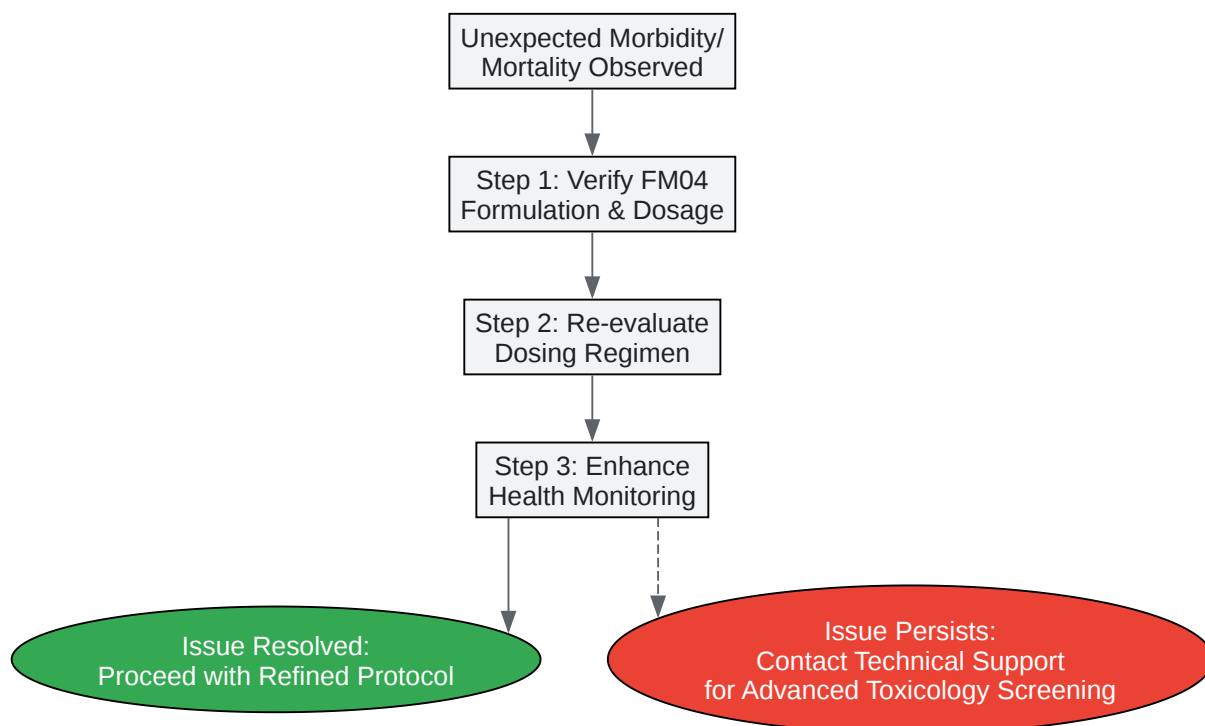 Unexpected Morbidity/
Mortality Observed
Step 1: Verify FM04
Formulation & Dosage
Step 2: Re-evaluate
Dosing Regimen
Step 3: Enhance
Health Monitoring
Issue Resolved:
Proceed with Refined Protocol
Issue Persists:
Contact Technical Support
for Advanced Toxicology Screening